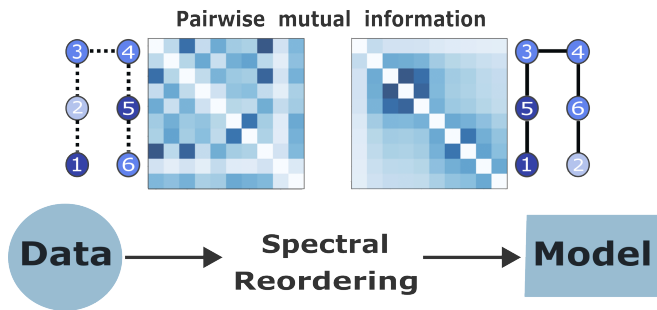 Pairwise mutual information
3 4
2 5
1 6
3 4
5 6
1 2
Data
Spectral
Reordering
Model